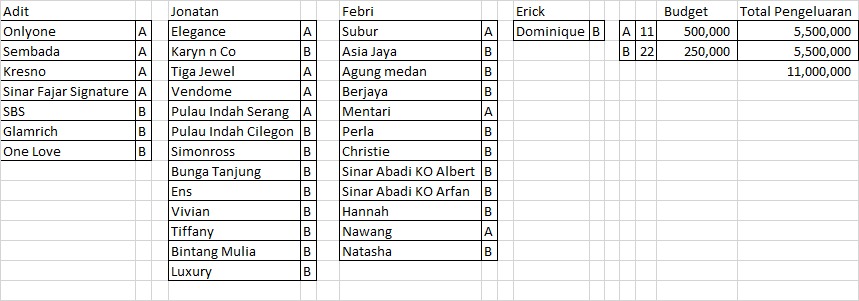 Adit Jonatan Febri Erick Budget Total Pengeluaran
Onlyone A Elegance A Subur A Dominique B A 11 500,000 5,500,000
Sembada A Karyn n Co B Asia Jaya B B 22 250,000 5,500,000
Kresno A Tiga Jewel A Agung medan B 11,000,000
Sinar Fajar Signature A Vendome A Berjaya B
SBS B Pulau Indah Serang A Mentari A
Glamrich B Pulau Indah Cilegon B Perla B
One Love B Simonross B Christie B
Bunga Tanjung B Sinar Abadi KO Albert B
Ens B Sinar Abadi KO Arfan B
Vivian B Hannah B
Tiffany B Nawang A
Bintang Mulia B Natasha B
Luxury B